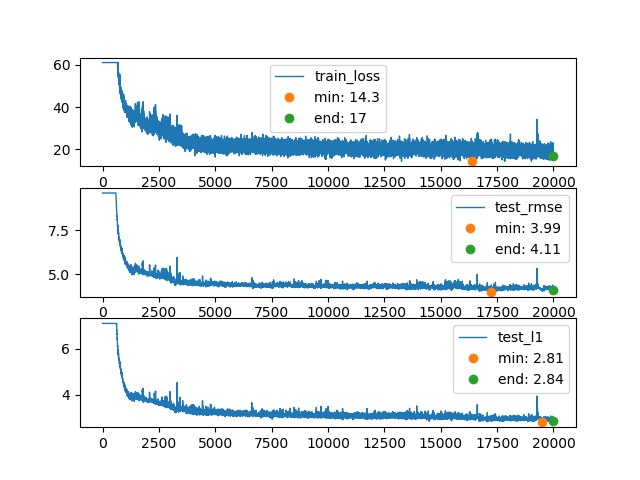 60
40
20
train_loss
min: 14.3
end: 17
0 2500 5000 7500 10000 12500 15000 17500 20000
7.5
5.0
test_rmse
min: 3.99
end: 4.11
0 2500 5000 7500 10000 12500 15000 17500 20000
6
4
test_l1
min: 2.81
end: 2.84
0 2500 5000 7500 10000 12500 15000 17500 20000